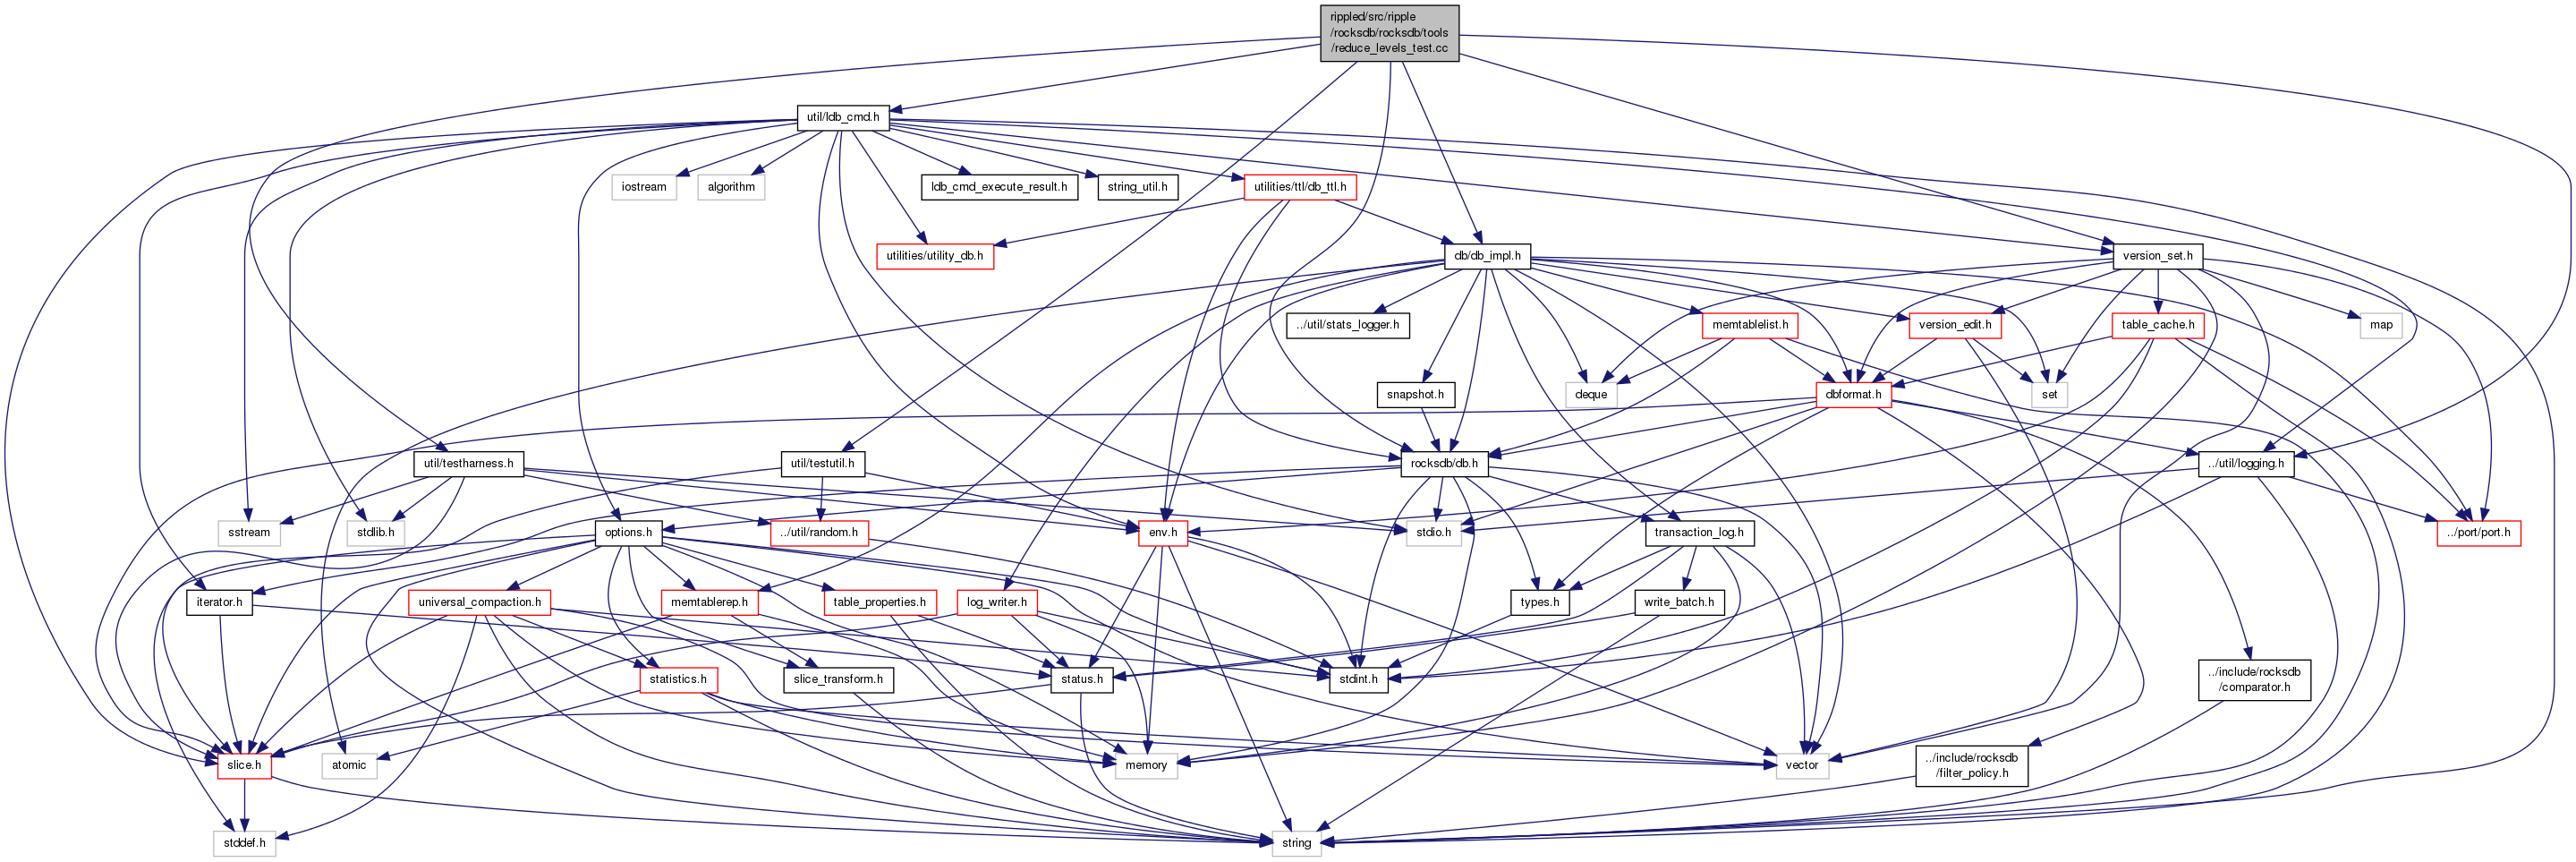 rippled/src/ripple
/rocksdb/rocksdb/tools
/reduce_levels_test.cc
util/ldb_cmd.h
iostream
algorithm
ldb_cmd_execute_result.h
string_util.h
utilities/ttl/db_ttl.h
utilities/utility_db.h
db/db_impl.h
version_set.h
../util/stats_logger.h
memtablelist.h
version_edit.h
table_cache.h
map
snapshot.h
deque
dbformat.h
set
util/testharness.h
util/testutil.h
rocksdb/db.h
../util/logging.h
sstream
stdlib.h
options.h
../util/random.h
env.h
stdio.h
transaction_log.h
../port/port.h
iterator.h
universal_compaction.h
memtablerep.h
table_properties.h
log_writer.h
types.h
write_batch.h
statistics.h
slice_transform.h
status.h
stdint.h
../include/rocksdb
/comparator.h
slice.h
atomic
memory
vector
../include/rocksdb
/filter_policy.h
stddef.h
string